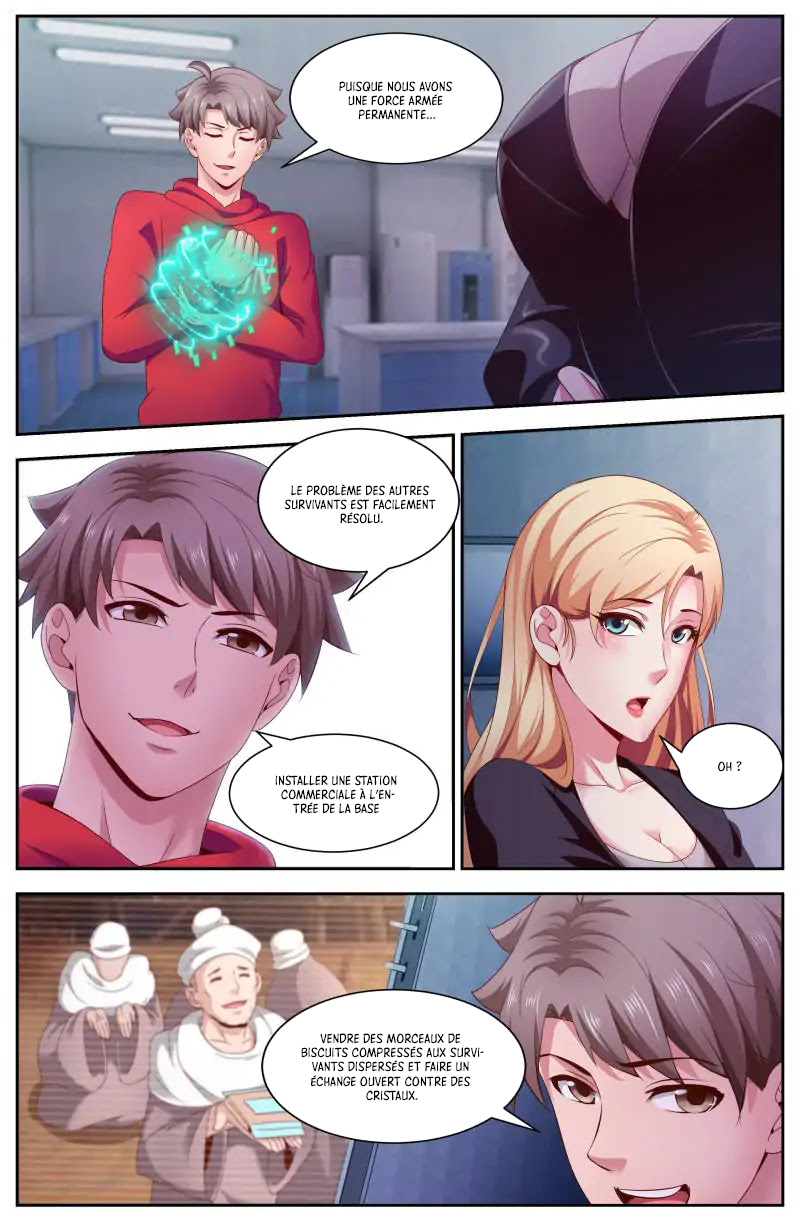 PUISQUE NOUS AVONS
UNE FORCE ARMÉE
PERMANENTE...
LE PROBLÈME DES AUTRES
SURVIVANTS EST FACILEMENT
RÉSOLU.
INSTALLER UNE STATION
COMMERCIALE À L'EN-
TRÉE DE LA BASE
OH ?
VENDRE DES MORCEAUX DE
BISCUITS COMPRESSÉS AUX SURVI-
VANTS DISPERSÉS ET FAIRE UN
ÉCHANGE OUVERT CONTRE DES
CRISTAUX.